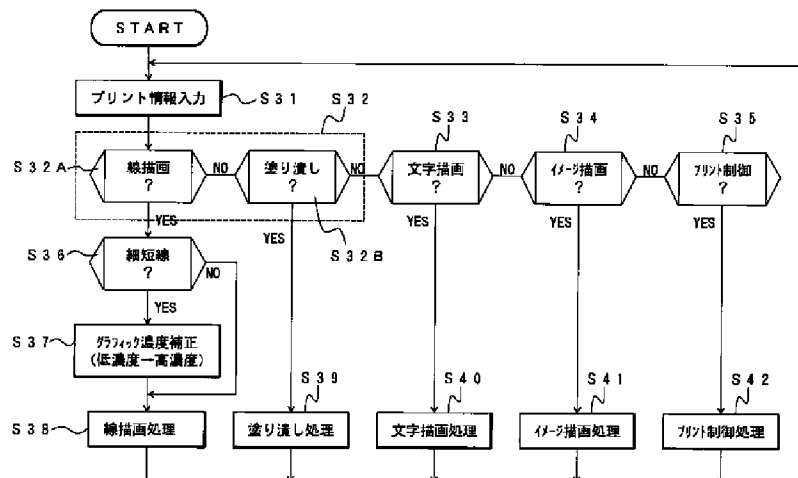 START
プリント情報入力
S31
S32
S33
S34
S35
S32A
線描画
?
NO
塗り潰し
?
NO
文字描画
?
NO
イメージ描画
?
NO
プリント制御
?
YES
S32B
YES
YES
YES
YES
S36
細短線
?
NO
YES
S37
グラフィック濃度補正
(低濃度→高濃度)
S38
線描画処理
S39
塗り潰し処理
S40
文字描画処理
S41
イメージ描画処理
S42
プリント制御処理